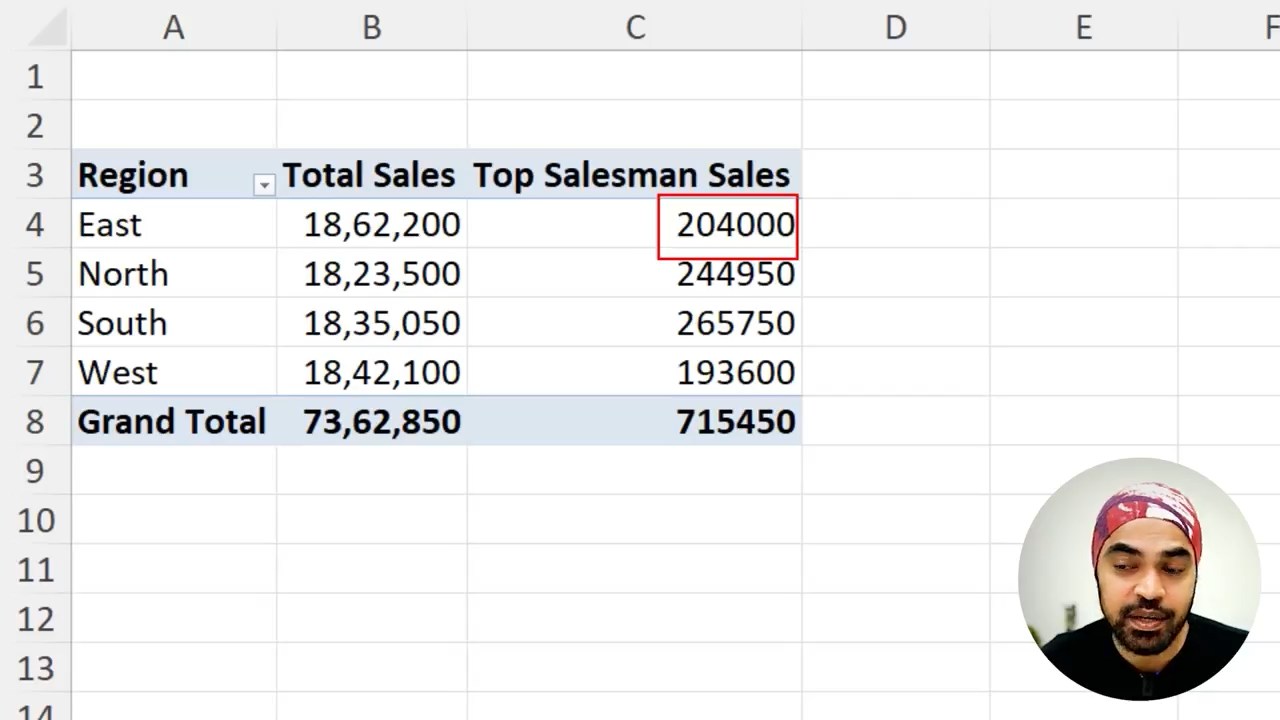 A B C D E F
1
2
3 Region Total Sales Top Salesman Sales
4 East 18,62,200 204000
5 North 18,23,500 244950
6 South 18,35,050 265750
7 West 18,42,100 193600
8 Grand Total 73,62,850 715450
9
10
11
12
13
14